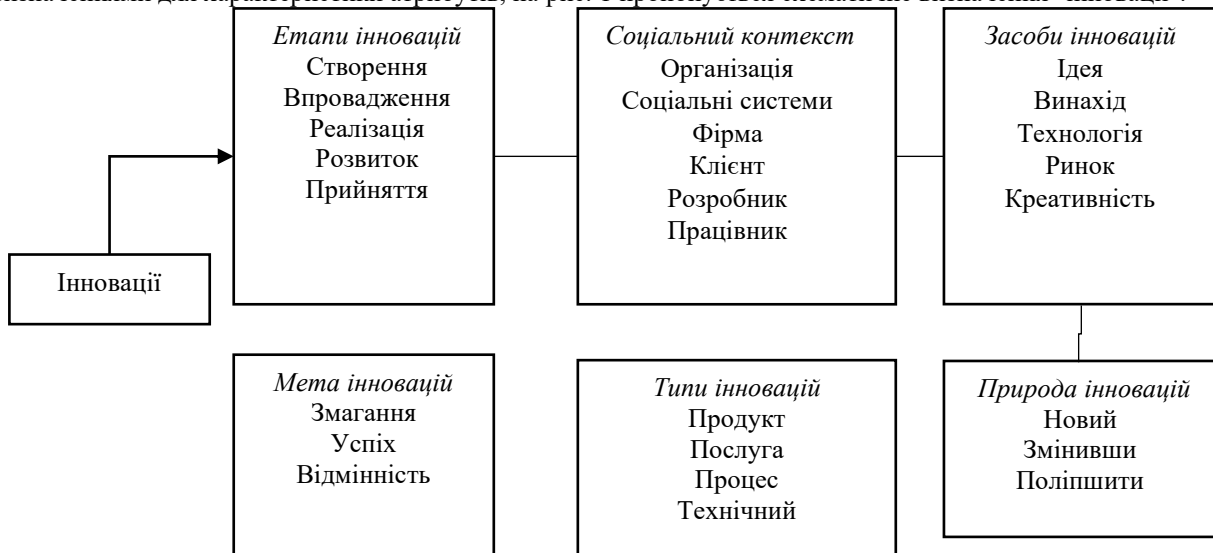 Етапи інновацій
Створення
Впровадження
Реалізація
Розвиток
Прийняття
Соціальний контекст
Організація
Соціальні системи
Фірма
Клієнт
Розробник
Працівник
Засоби інновацій
Ідея
Винахід
Технологія
Ринок
Креативність
Інновації
Мета інновацій
Змагання
Успіх
Відмінність
Типи інновацій
Продукт
Послуга
Процес
Технічний
Природа інновацій
Новий
Змінивши
Поліпшити